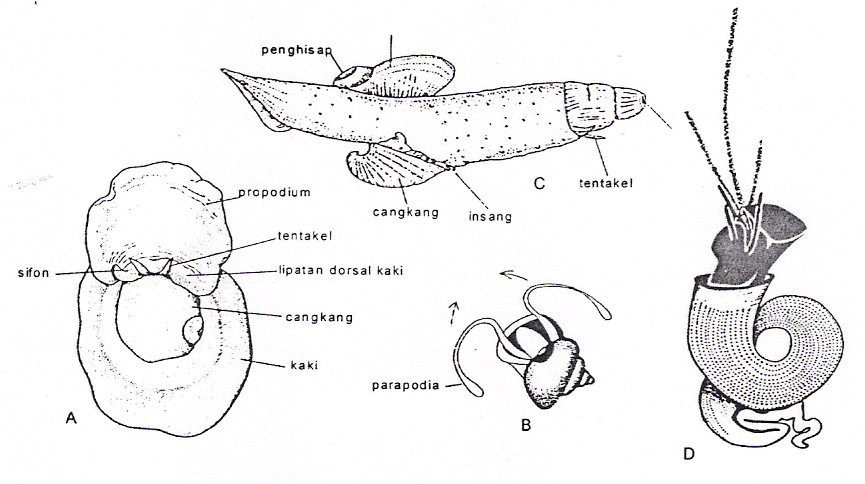 penghisap
C
tentakel
cangkang
insang
propodium
tentakel
sifon
lipatan dorsal kaki
cangkang
kaki
A
parapodia
B
D